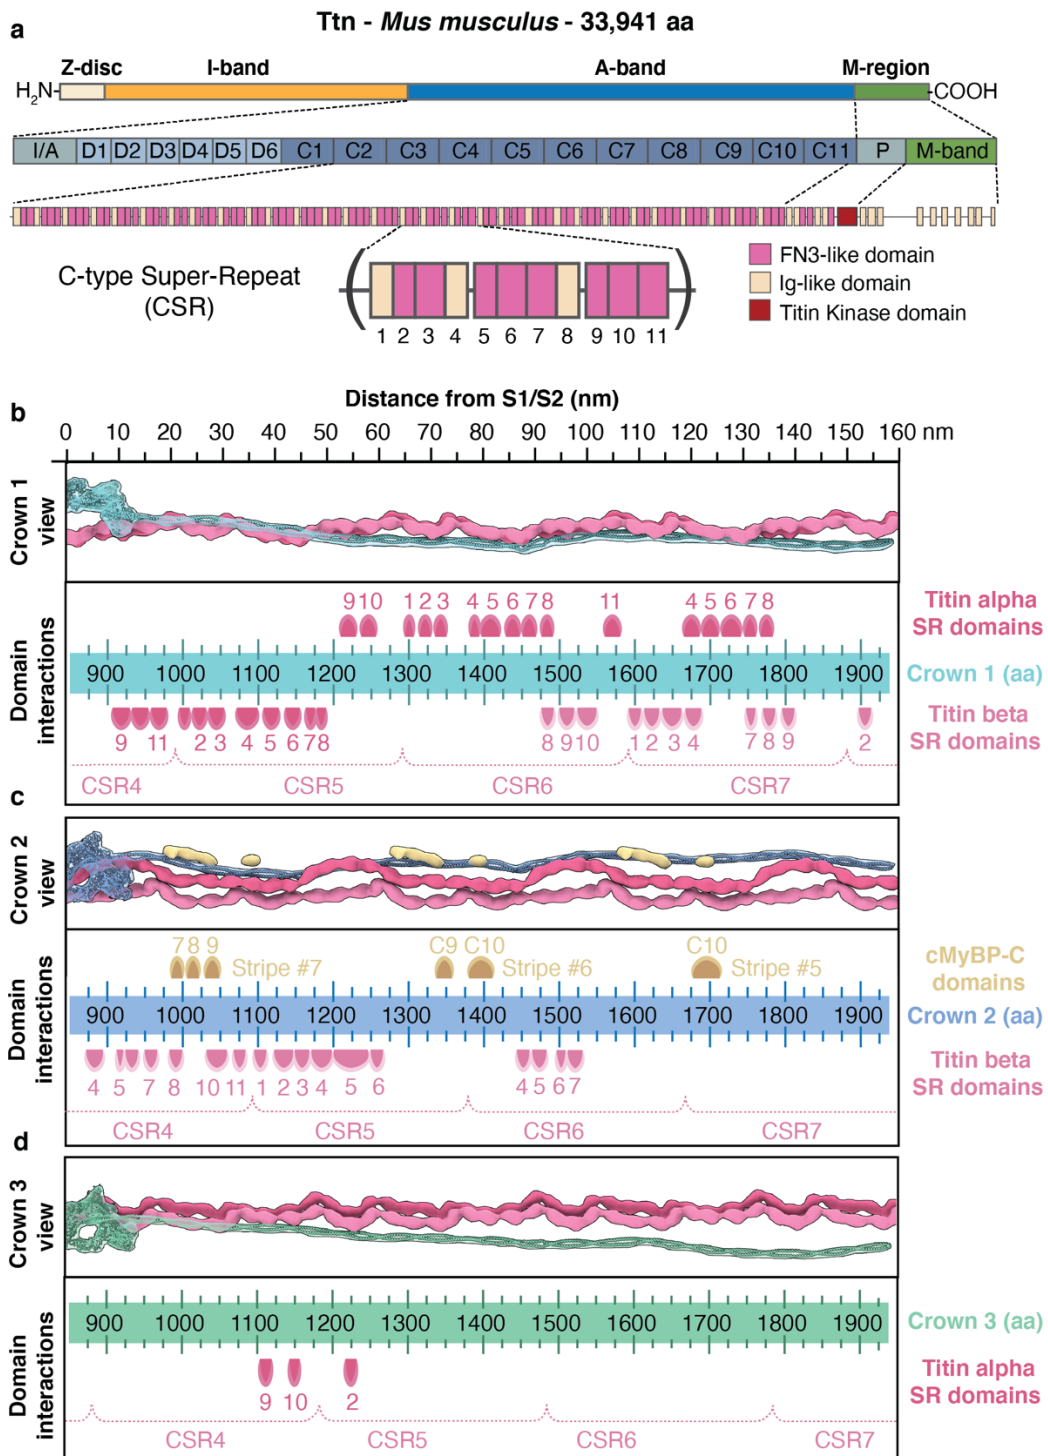 a
Ttn - Mus musculus - 33,941 aa
Z-disc I-band A-band M-region
H2N- -COOH
I/A D1 D2 D3 D4 D5 D6 C1 C2 C3 C4 C5 C6 C7 C8 C9 C10 C11 P M-band
C-type Super-Repeat
(CSR)
1 2 3 4 5 6 7 8 9 10 11
FN3-like domain
Ig-like domain
Titin Kinase domain
b
Distance from S1/S2 (nm)
0 10 20 30 40 50 60 70 80 90 100 110 120 130 140 150 160 nm
Crown 1
view
Domain
interactions
9 10 1 2 3 4 5 6 7 8 11 4 5 6 7 8
Titin alpha
SR domains
900 1000 1100 1200 1300 1400 1500 1600 1700 1800 1900
Crown 1 (aa)
9 11 2 3 4 5 6 7 8 8 9 10 1 2 3 4 7 8 9 2
Titin beta
SR domains
CSR4 CSR5 CSR6 CSR7
c
Crown 2
view
Domain
interactions
7 8 9 Stripe #7 C9 C10 Stripe #6 C10 Stripe #5
cMyBP-C
domains
900 1000 1100 1200 1300 1400 1500 1600 1700 1800 1900
Crown 2 (aa)
4 5 7 8 10 11 1 2 3 4 5 6 4 5 6 7
Titin beta
SR domains
CSR4 CSR5 CSR6 CSR7
d
Crown 3
view
Domain
interactions
900 1000 1100 1200 1300 1400 1500 1600 1700 1800 1900
Crown 3 (aa)
9 10 2
Titin alpha
SR domains
CSR4 CSR5 CSR6 CSR7